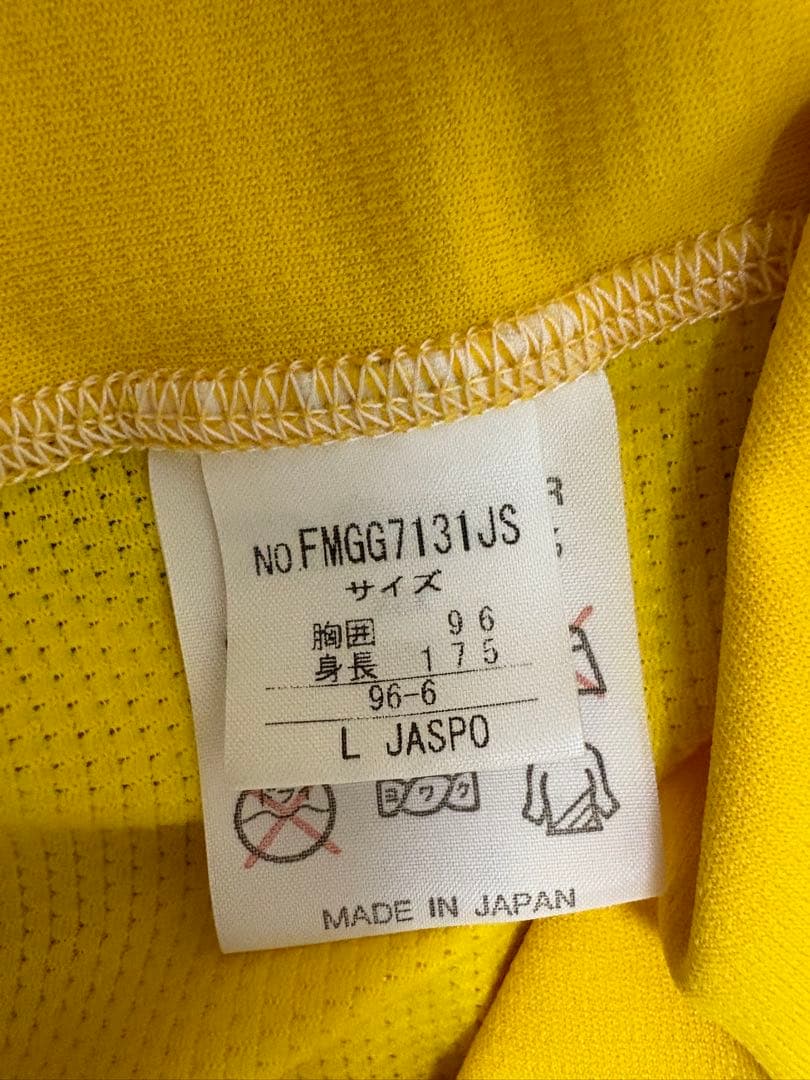 NO.FMGG7131JS
サイズ
胸囲 96
身長 175
96-6
L JASPO
ヨワク
MADE IN JAPAN